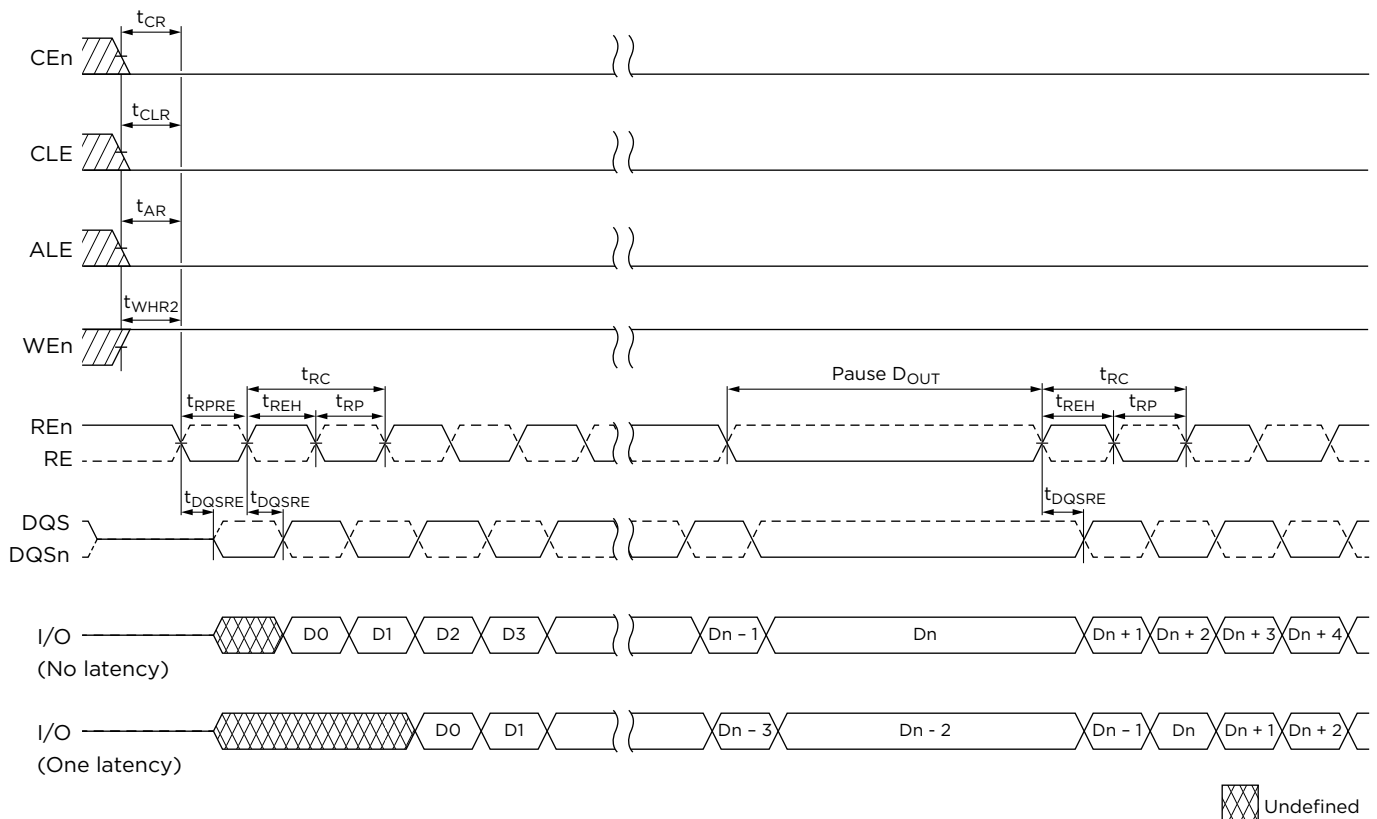 tCR
CEn
tCLR
CLE
tAR
ALE
tWHR2
WEn
tRC
Pause DOUT
tRC
tRPRE
tREH
tRP
tREH
tRP
REn
RE
tDQSRE
tDQSRE
tDQSRE
DQS
DQSn
I/O
D0
D1
D2
D3
Dn – 1
Dn
Dn + 1
Dn + 2
Dn + 3
Dn + 4
(No latency)
I/O
D0
D1
Dn – 3
Dn - 2
Dn – 1
Dn
Dn + 1
Dn + 2
(One latency)
Undefined